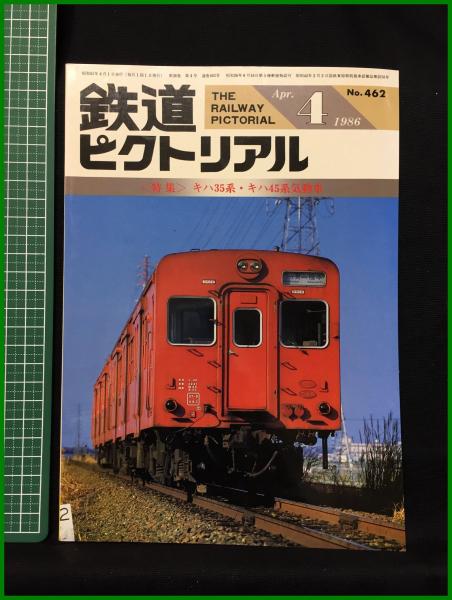 鉄道
ピクトリアル
THE
RAILWAY
PICTORIAL
Apr.
4
1986
No.462
＜特集＞ キハ35系・キハ45系気動車
2